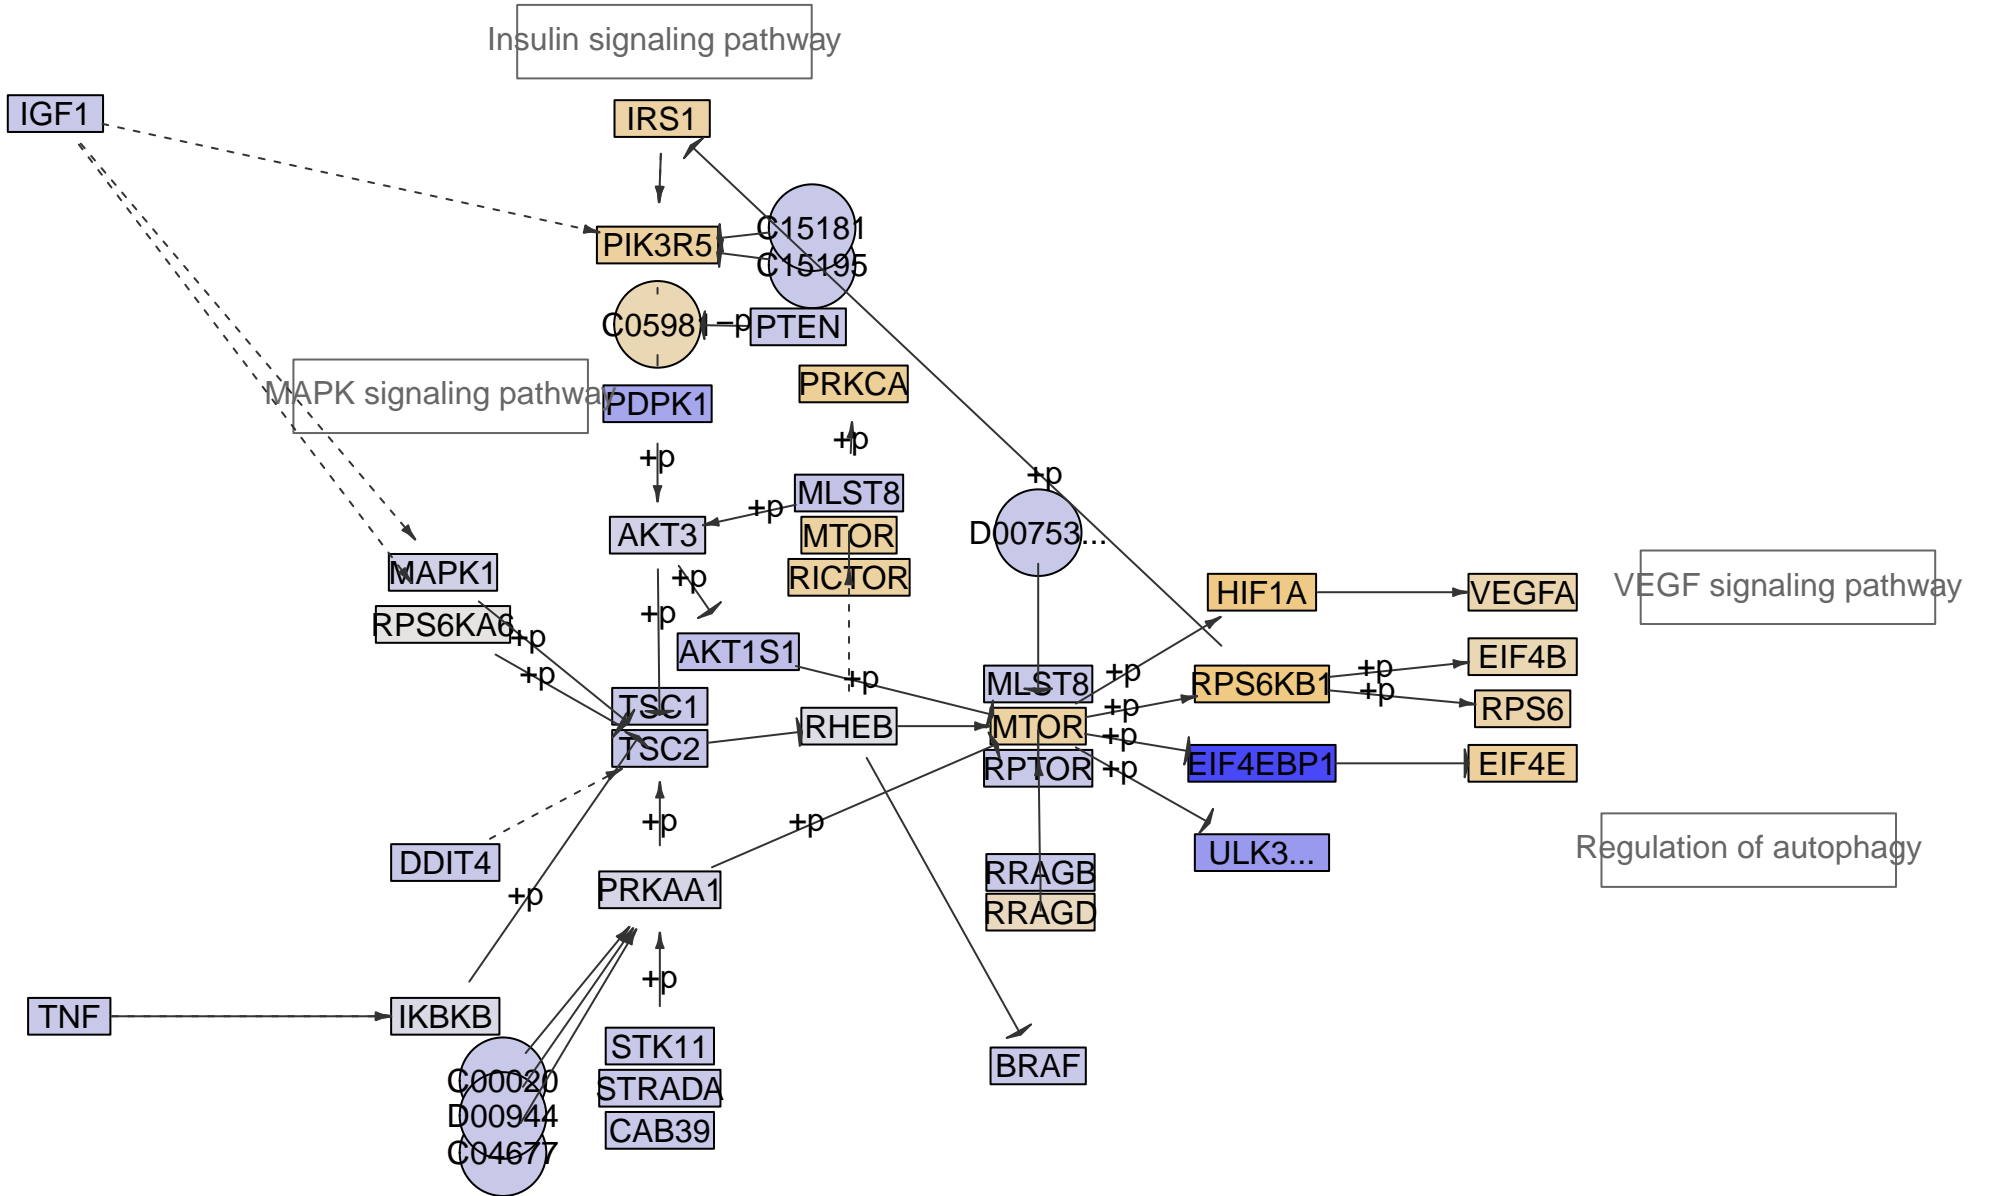 Insulin signaling pathway
IGF1
IRS1
C15181
PIK3R5
C15195
C0598
-p
PTEN
PRKCA
MAPK signaling pathway
PDPK1
+p
+p
+p
MLST8
+p
AKT3
MTOR
D00753...
MAPK1
RICTOR
+p
HIF1A
VEGFA
VEGF signaling pathway
RPS6KA6
+p
+p
AKT1S1
EIF4B
+p
+p
+p
MLST8
+p
RPS6KB1
+p
+p
TSC1
+p
RPS6
RHEB
MTOR
+p
TSC2
RPTOR
+p
EIF4EBP1
EIF4E
+p
+p
DDIT4
ULK3...
Regulation of autophagy
RRAGB
PRKAA1
+p
RRAGD
+p
TNF
IKBKB
STK11
BRAF
C00020
STRADA
D00944
CAB39
C04677